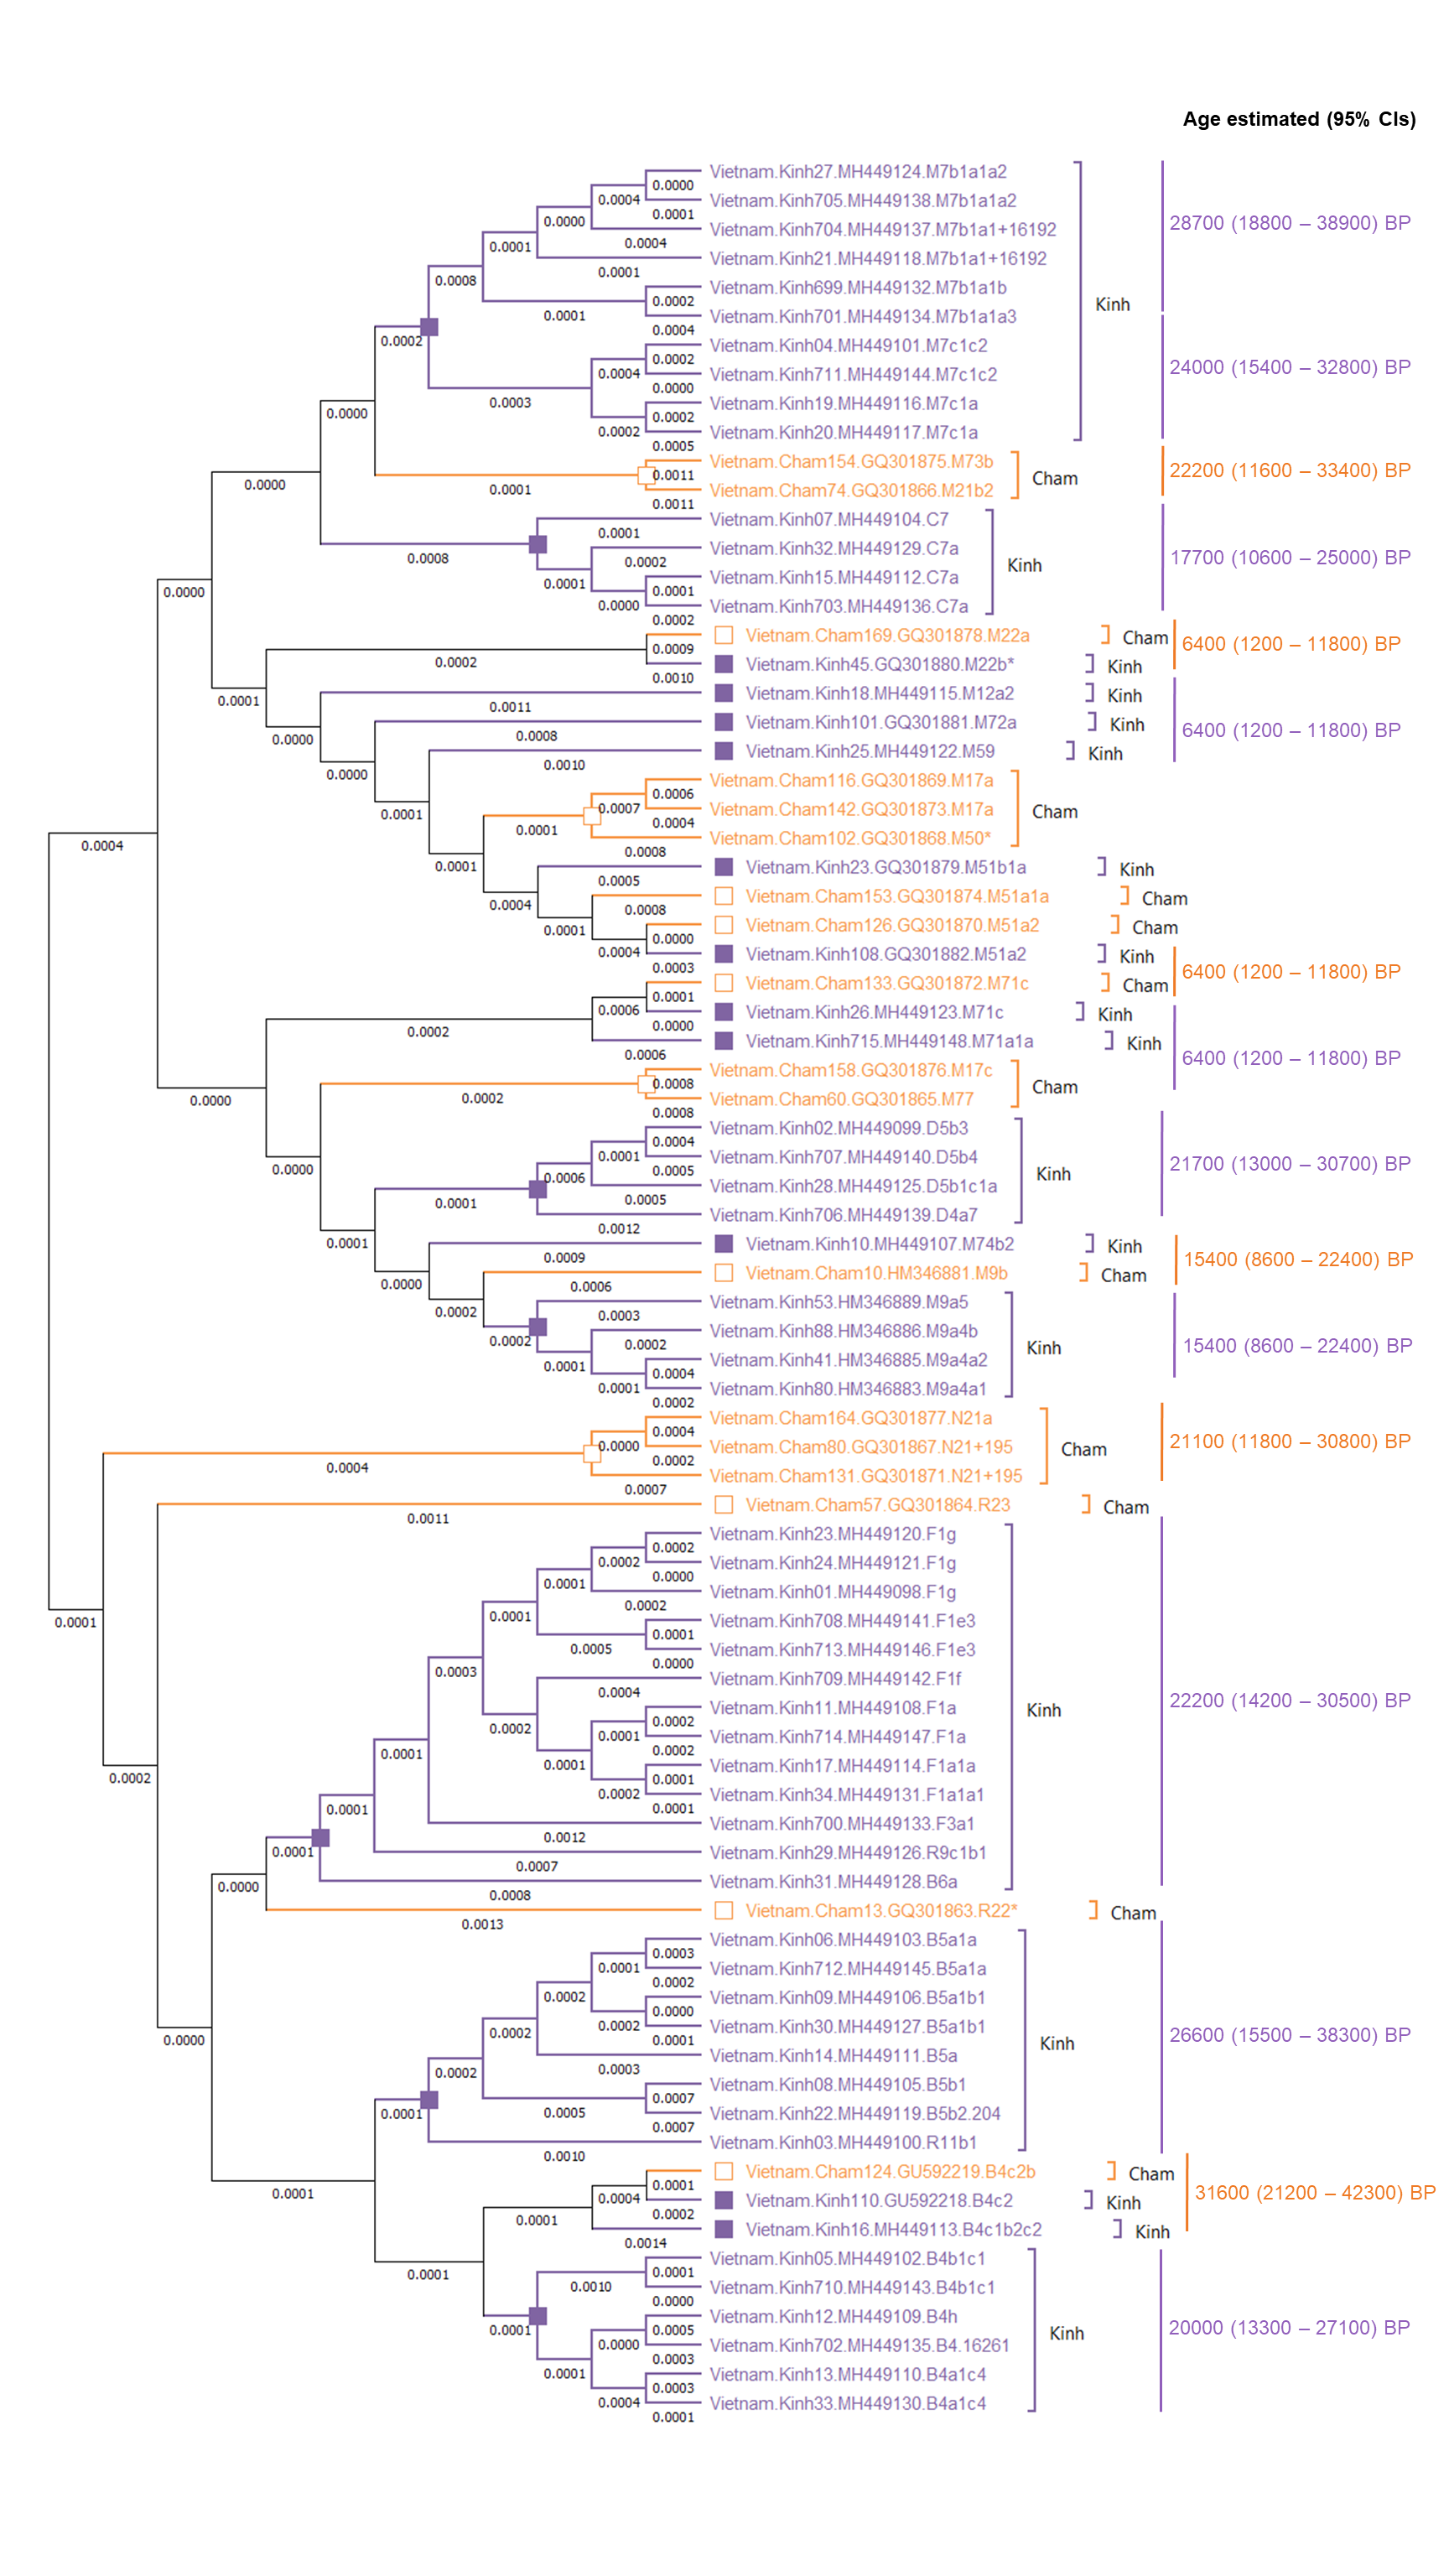 Age estimated (95% CIs)
Vietnam.Kinh27.MH449124.M7b1a1a2
0.0000
0.0004
Vietnam.Kinh705.MH449138.M7b1a1a2
0.0001
0.0000
Vietnam.Kinh704.MH449137.M7b1a1+16192
28700 (18800 – 38900) BP
0.0004
0.0001
Vietnam.Kinh21.MH449118.M7b1a1+16192
0.0001
0.0008
Vietnam.Kinh699.MH449132.M7b1a1b
0.0002
Kinh
0.0001
Vietnam.Kinh701.MH449134.M7b1a1a3
0.0004
0.0002
Vietnam.Kinh04.MH449101.M7c1c2
0.0002
0.0004
24000 (15400 – 32800) BP
Vietnam.Kinh711.MH449144.M7c1c2
0.0000
0.0003
Vietnam.Kinh19.MH449116.M7c1a
0.0000
0.0002
0.0002
Vietnam.Kinh20.MH449117.M7c1a
0.0005
Vietnam.Cham154.GQ301875.M73b
0.0011
Cham
22200 (11600 – 33400) BP
0.0000
0.0001
Vietnam.Cham74.GQ301866.M21b2
0.0011
Vietnam.Kinh07.MH449104.C7
0.0001
Vietnam.Kinh32.MH449129.C7a
0.0008
0.0002
Kinh
17700 (10600 – 25000) BP
Vietnam.Kinh15.MH449112.C7a
0.0001
0.0001
0.0000
0.0000
Vietnam.Kinh703.MH449136.C7a
0.0002
Vietnam.Cham169.GQ301878.M22a
Cham
6400 (1200 – 11800) BP
0.0009
0.0002
Vietnam.Kinh45.GQ301880.M22b*
Kinh
0.0010
Vietnam.Kinh18.MH449115.M12a2
Kinh
0.0001
0.0011
Vietnam.Kinh101.GQ301881.M72a
Kinh
6400 (1200 – 11800) BP
0.0000
0.0008
Vietnam.Kinh25.MH449122.M59
Kinh
0.0010
0.0000
Vietnam.Cham116.GQ301869.M17a
0.0006
0.0007
Vietnam.Cham142.GQ301873.M17a
Cham
0.0001
0.0004
0.0001
Vietnam.Cham102.GQ301868.M50*
0.0004
0.0008
0.0001
Vietnam.Kinh23.GQ301879.M51b1a
Kinh
0.0005
Vietnam.Cham153.GQ301874.M51a1a
Cham
0.0004
0.0008
Vietnam.Cham126.GQ301870.M51a2
Cham
0.0001
0.0000
0.0004
Vietnam.Kinh108.GQ301882.M51a2
Kinh
0.0003
6400 (1200 – 11800) BP
Vietnam.Cham133.GQ301872.M71c
Cham
0.0001
0.0006
Vietnam.Kinh26.MH449123.M71c
Kinh
0.0000
0.0002
Vietnam.Kinh715.MH449148.M71a1a
Kinh
0.0006
6400 (1200 – 11800) BP
Vietnam.Cham158.GQ301876.M17c
0.0008
Cham
0.0000
0.0002
Vietnam.Cham60.GQ301865.M77
0.0008
Vietnam.Kinh02.MH449099.D5b3
0.0004
0.0001
Vietnam.Kinh707.MH449140.D5b4
21700 (13000 – 30700) BP
0.0000
0.0005
Kinh
0.0006
Vietnam.Kinh28.MH449125.D5b1c1a
0.0001
0.0005
Vietnam.Kinh706.MH449139.D4a7
0.0012
0.0001
Vietnam.Kinh10.MH449107.M74b2
Kinh
0.0009
15400 (8600 – 22400) BP
Vietnam.Cham10.HM346881.M9b
Cham
0.0000
0.0006
Vietnam.Kinh53.HM346889.M9a5
0.0002
0.0003
Vietnam.Kinh88.HM346886.M9a4b
0.0002
0.0002
Kinh
15400 (8600 – 22400) BP
Vietnam.Kinh41.HM346885.M9a4a2
0.0001
0.0004
0.0001
Vietnam.Kinh80.HM346883.M9a4a1
0.0002
Vietnam.Cham164.GQ301877.N21a
0.0004
0.0000
Vietnam.Cham80.GQ301867.N21+195
Cham
21100 (11800 – 30800) BP
0.0004
0.0002
Vietnam.Cham131.GQ301871.N21+195
0.0007
Vietnam.Cham57.GQ301864.R23
Cham
0.0011
Vietnam.Kinh23.MH449120.F1g
0.0002
0.0002
Vietnam.Kinh24.MH449121.F1g
0.0001
0.0000
Vietnam.Kinh01.MH449098.F1g
0.0002
0.0001
0.0001
Vietnam.Kinh708.MH449141.F1e3
0.0001
0.0005
Vietnam.Kinh713.MH449146.F1e3
0.0000
0.0003
Vietnam.Kinh709.MH449142.F1f
0.0004
22200 (14200 – 30500) BP
Vietnam.Kinh11.MH449108.F1a
Kinh
0.0002
0.0002
0.0001
Vietnam.Kinh714.MH449147.F1a
0.0002
0.0001
0.0001
Vietnam.Kinh17.MH449114.F1a1a
0.0001
0.0002
0.0002
Vietnam.Kinh34.MH449131.F1a1a1
0.0001
0.0001
Vietnam.Kinh700.MH449133.F3a1
0.0012
0.0001
Vietnam.Kinh29.MH449126.R9c1b1
0.0007
0.0000
Vietnam.Kinh31.MH449128.B6a
0.0008
Vietnam.Cham13.GQ301863.R22*
Cham
0.0013
Vietnam.Kinh06.MH449103.B5a1a
0.0003
0.0001
Vietnam.Kinh712.MH449145.B5a1a
0.0002
0.0002
Vietnam.Kinh09.MH449106.B5a1b1
0.0000
0.0002
Vietnam.Kinh30.MH449127.B5a1b1
0.0002
0.0001
26600 (15500 – 38300) BP
0.0000
Kinh
Vietnam.Kinh14.MH449111.B5a
0.0002
0.0003
Vietnam.Kinh08.MH449105.B5b1
0.0007
0.0001
0.0005
Vietnam.Kinh22.MH449119.B5b2.204
0.0007
Vietnam.Kinh03.MH449100.R11b1
0.0010
Vietnam.Cham124.GU592219.B4c2b
Cham
0.0001
0.0001
31600 (21200 – 42300) BP
0.0004
Vietnam.Kinh110.GU592218.B4c2
Kinh
0.0001
0.0002
Vietnam.Kinh16.MH449113.B4c1b2c2
Kinh
0.0014
Vietnam.Kinh05.MH449102.B4b1c1
0.0001
0.0001
0.0010
Vietnam.Kinh710.MH449143.B4b1c1
0.0000
Vietnam.Kinh12.MH449109.B4h
0.0005
0.0001
Kinh
20000 (13300 – 27100) BP
0.0000
Vietnam.Kinh702.MH449135.B4.16261
0.0003
0.0001
Vietnam.Kinh13.MH449110.B4a1c4
0.0003
0.0004
Vietnam.Kinh33.MH449130.B4a1c4
0.0001